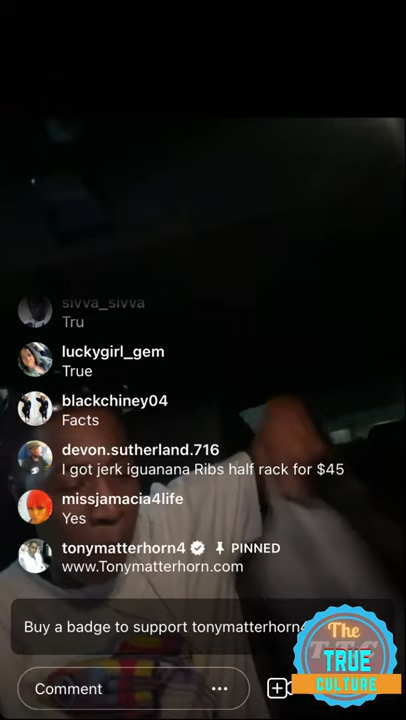 sivva_sivva
Tru
luckygirl_gem
True
blackchiney04
Facts
devon.sutherland.716
I got jerk iguanana Ribs half rack for $45
missjamacia4life
Yes
tonymatterhorn4 PINNED
www.Tonymatterhorn.com
Buy a badge to support tonymatterhorn4
Comment
The
T.T.C
TRUE
CULTURE